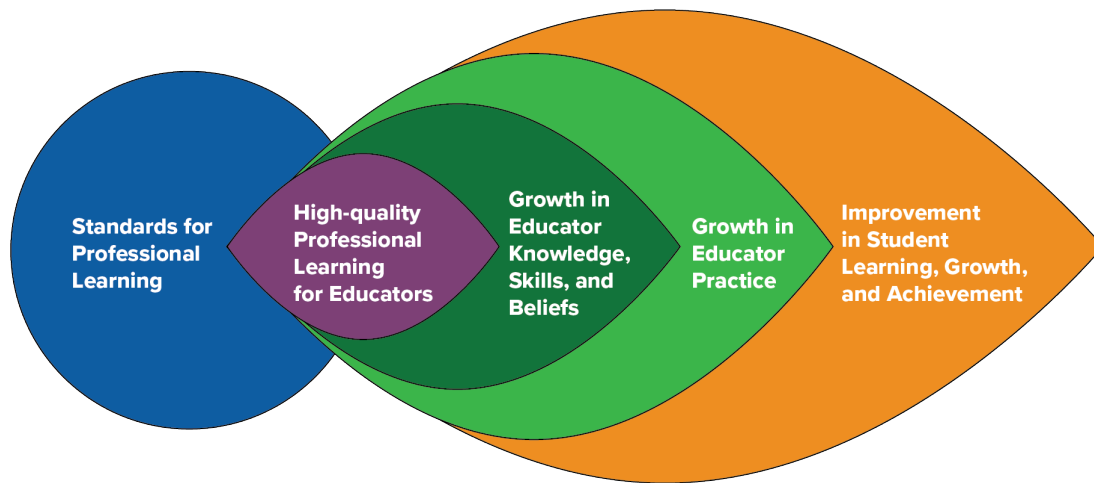 Standards for
Professional
Learning
High-quality
Professional
Learning
for Educators
Growth in
Educator
Knowledge,
Skills, and
Beliefs
Growth in
Educator
Practice
Improvement
in Student
Learning, Growth,
and Achievement